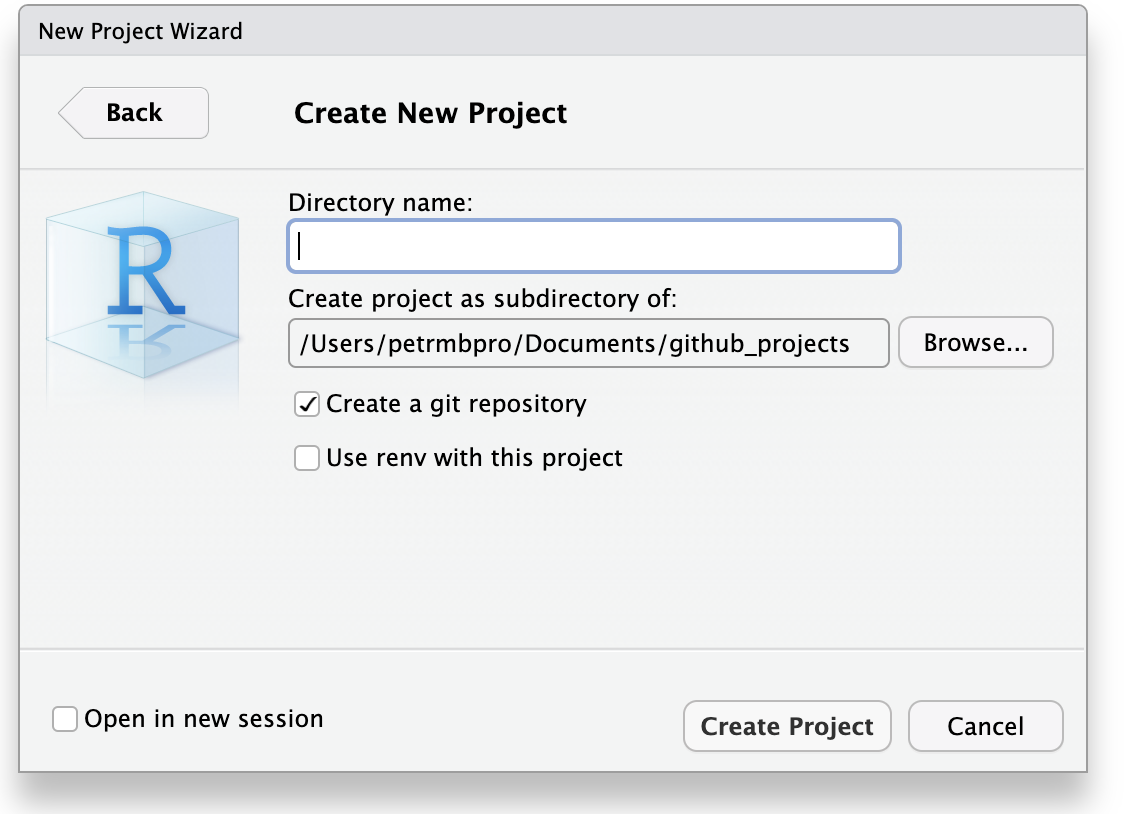 New Project Wizard
Back
Create New Project
R
Directory name:
Create project as subdirectory of:
/Users/petrmbpro/Documents/github_projects
Browse...
Create a git repository
Use renv with this project
Open in new session
Create Project
Cancel